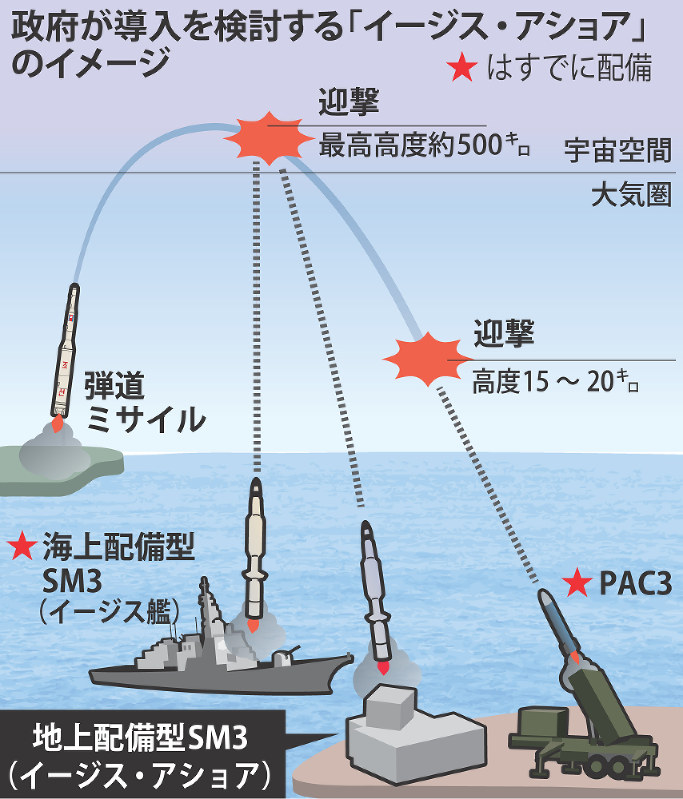 政府が導入を検討する「イージス・アショア」
のイメージ
★はすでに配備
迎撃
最高高度約500㌔
宇宙空間
大気圏
迎撃
高度15～20㌔
弾道
ミサイル
★海上配備型
SM3
（イージス艦）
★PAC3
地上配備型SM3
（イージス・アショア）